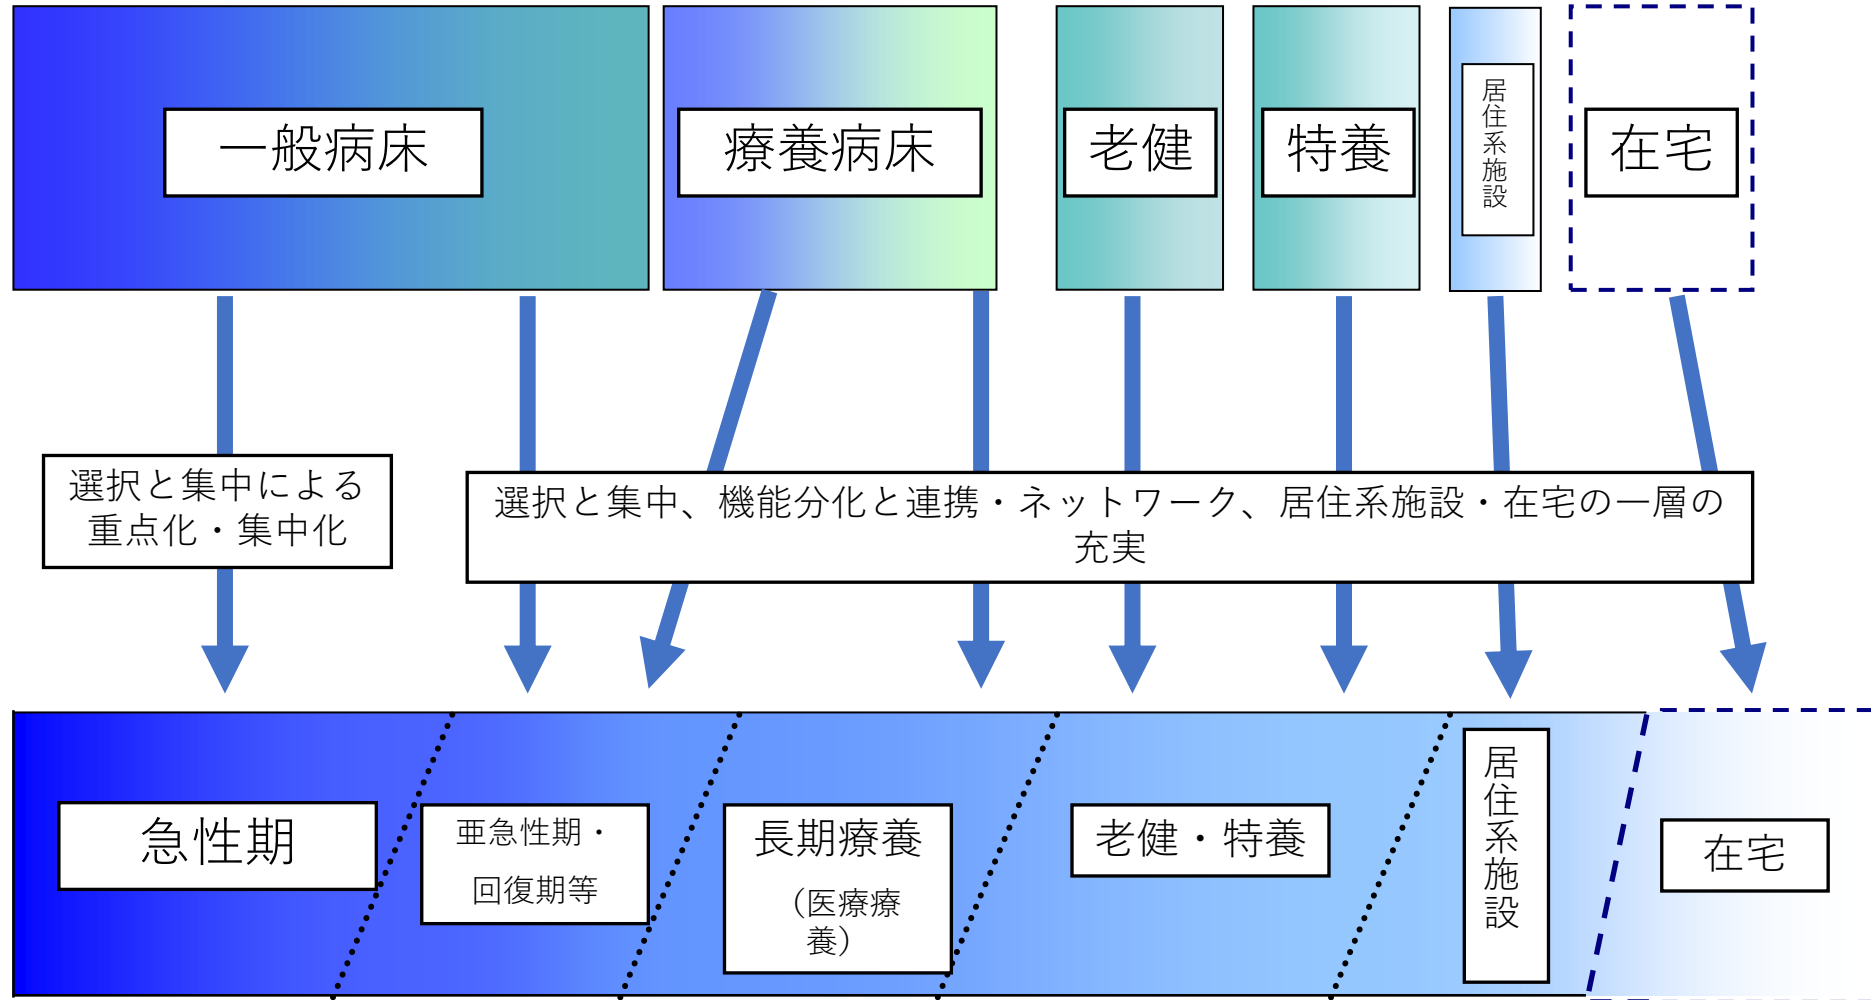 一般病床
療養病床
老健
特養
居住系施設
在宅
選択と集中による
重点化・集中化
選択と集中、機能分化と連携・ネットワーク、居住系施設・在宅の一層の
充実
急性期
亜急性期・
回復期等
長期療養
（医療療
養）
老健・特養
居住系施設
在宅